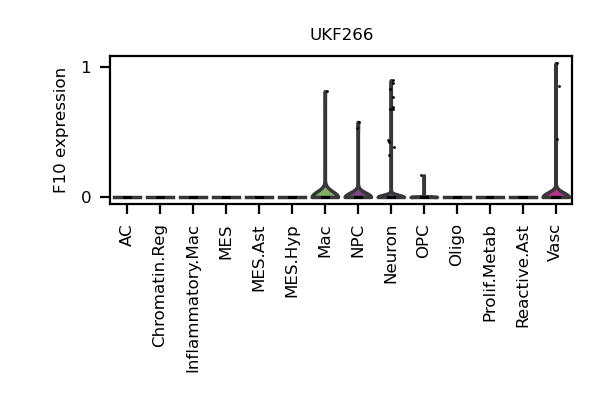 UKF266
F10 expression
1
0
AC
Chromatin.Reg
Inflammatory.Mac
MES
MES.Ast
MES.Hyp
Mac
NPC
Neuron
OPC
Oligo
Prolif.Metab
Reactive.Ast
Vasc